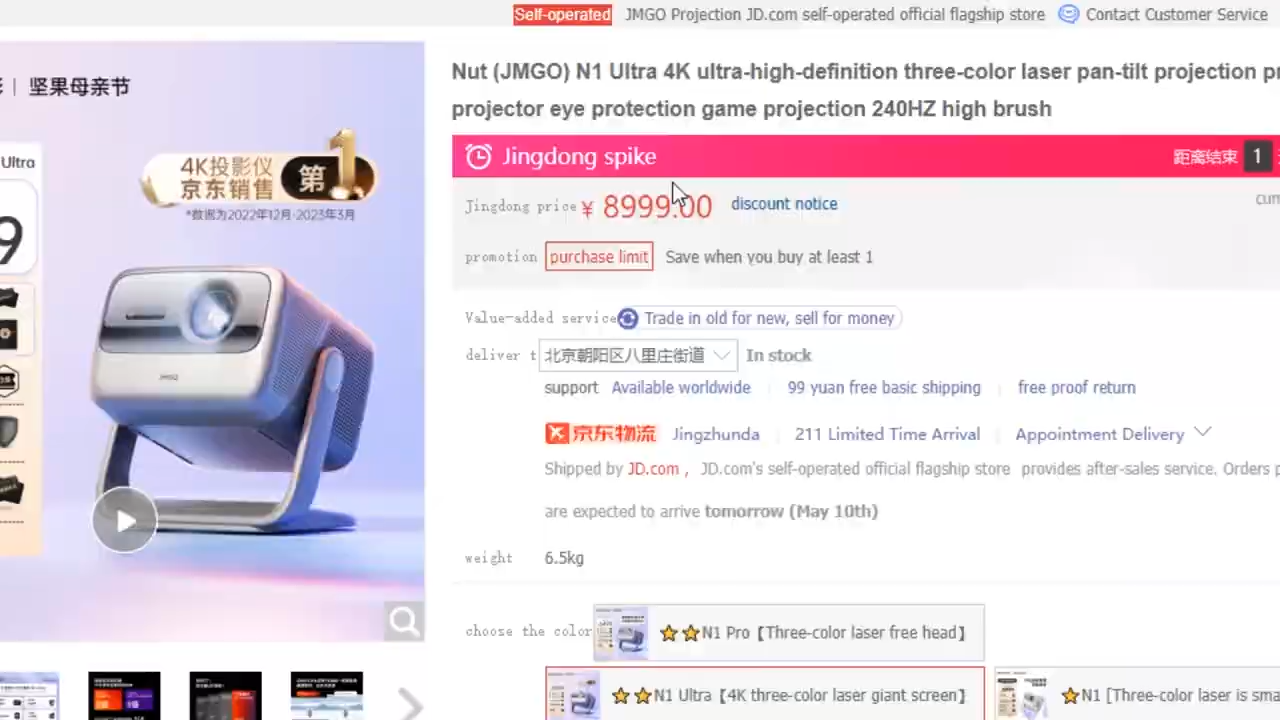 Self-operated JMGO Projection JD.com self-operated official flagship store Contact Customer Service
坚果母亲节
Nut (JMGO) N1 Ultra 4K ultra-high-definition three-color laser pan-tilt projection
projector eye protection game projection 240HZ high brush
Ultra
4K投影仪
京东销售
第1
*数据为2022年12月-2023年3月
9
JMGO
Jingdong spike 距离结束 1
Jingdong price ¥ 8999.00 discount notice
promotion purchase limit Save when you buy at least 1
Value-added service Trade in old for new, sell for money
deliver t 北京朝阳区八里庄街道 In stock
support Available worldwide 99 yuan free basic shipping free proof return
京东物流 Jingzhunda 211 Limited Time Arrival Appointment Delivery
Shipped by JD.com , JD.com's self-operated official flagship store provides after-sales service. Orders
are expected to arrive tomorrow (May 10th)
weight 6.5kg
choose the color N1 Pro【Three-color laser free head】
N1 Ultra【4K three-color laser giant screen】 N1 [Three-color laser is